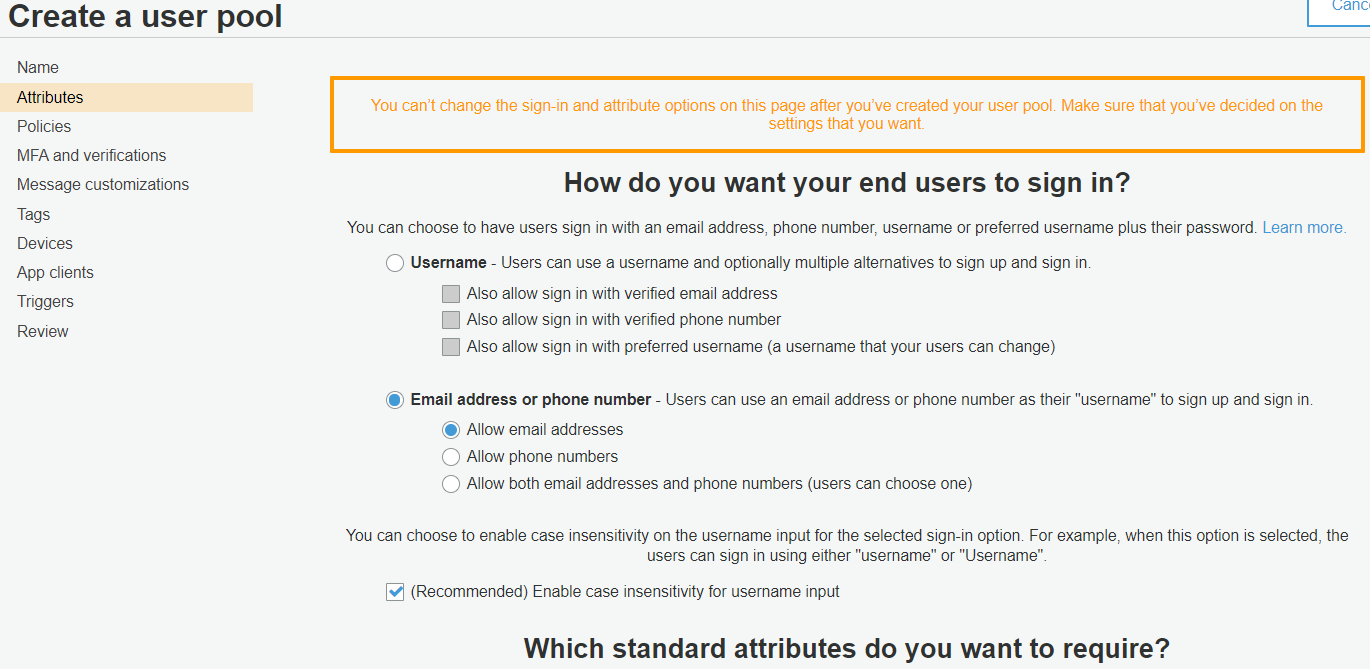 Create a user pool
Name
Attributes
Policies
MFA and verifications
Message customizations
Tags
Devices
App clients
Triggers
Review
You can’t change the sign-in and attribute options on this page after you’ve created your user pool. Make sure that you’ve decided on the
settings that you want.
How do you want your end users to sign in?
You can choose to have users sign in with an email address, phone number, username or preferred username plus their password. Learn more.
Username - Users can use a username and optionally multiple alternatives to sign up and sign in.
Also allow sign in with verified email address
Also allow sign in with verified phone number
Also allow sign in with preferred username (a username that your users can change)
Email address or phone number - Users can use an email address or phone number as their "username" to sign up and sign in.
Allow email addresses
Allow phone numbers
Allow both email addresses and phone numbers (users can choose one)
You can choose to enable case insensitivity on the username input for the selected sign-in option. For example, when this option is selected, the
users can sign in using either "username" or "Username".
(Recommended) Enable case insensitivity for username input
Which standard attributes do you want to require?